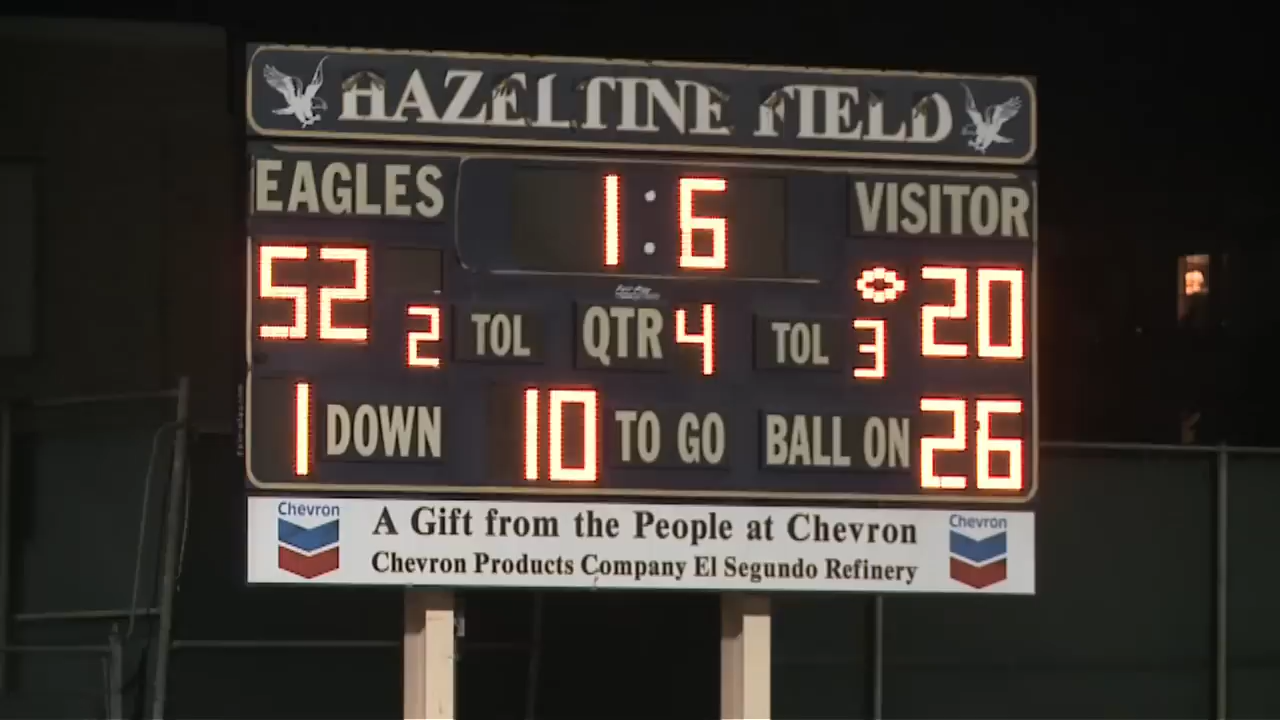 HAZELTINE FIELD
EAGLES 1:6 VISITOR
52 20
2 TOL QTR 4 TOL 3
1 DOWN 10 TO GO BALL ON 26
Chevron A Gift from the People at Chevron Chevron
Chevron Products Company El Segundo Refinery